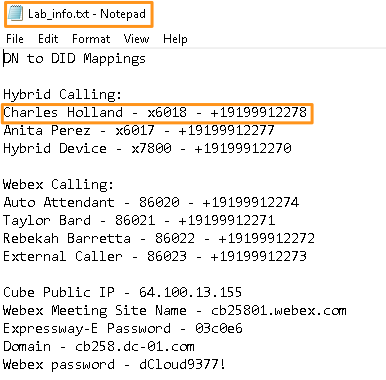 Lab_info.txt - Notepad
File Edit Format View Help
DN to DID Mappings
Hybrid Calling:
Charles Holland - x6018 - +19199912278
Anita Perez - x6017 - +19199912277
Hybrid Device - x7800 - +19199912270
Webex Calling:
Auto Attendant - 86020 - +19199912274
Taylor Bard - 86021 - +19199912271
Rebekah Barretta - 86022 - +19199912272
External Caller - 86023 - +19199912273
Cube Public IP - 64.100.13.155
Webex Meeting Site Name - cb25801.webex.com
Expressway-E Password - 03c0e6
Domain - cb258.dc-01.com
Webex password - dCloud9377!